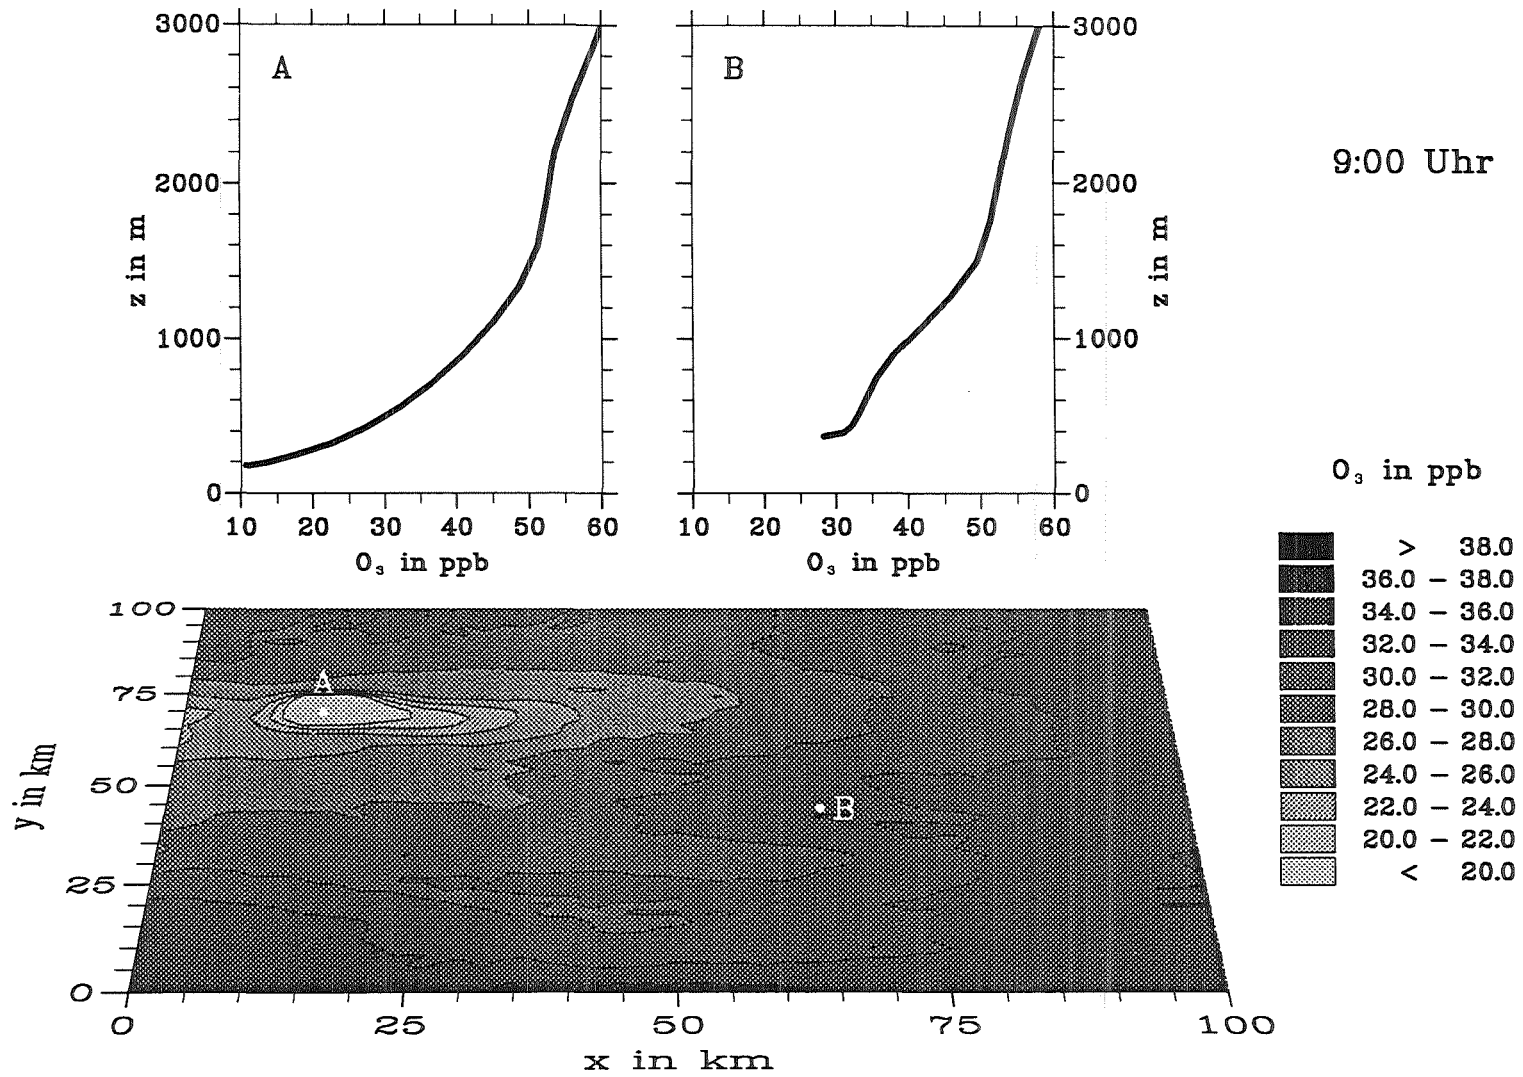 3000
A
2000
z in m
1000
0
10 20 30 40 50 60
O₃ in ppb
3000
B
2000
z in m
1000
0
10 20 30 40 50 60
O₃ in ppb
9:00 Uhr
O₃ in ppb
> 38.0
36.0 – 38.0
34.0 – 36.0
32.0 – 34.0
30.0 – 32.0
28.0 – 30.0
26.0 – 28.0
24.0 – 26.0
22.0 – 24.0
20.0 – 22.0
< 20.0
100
75
50
25
0
y in km
A
B
0 25 50 75 100
x in km